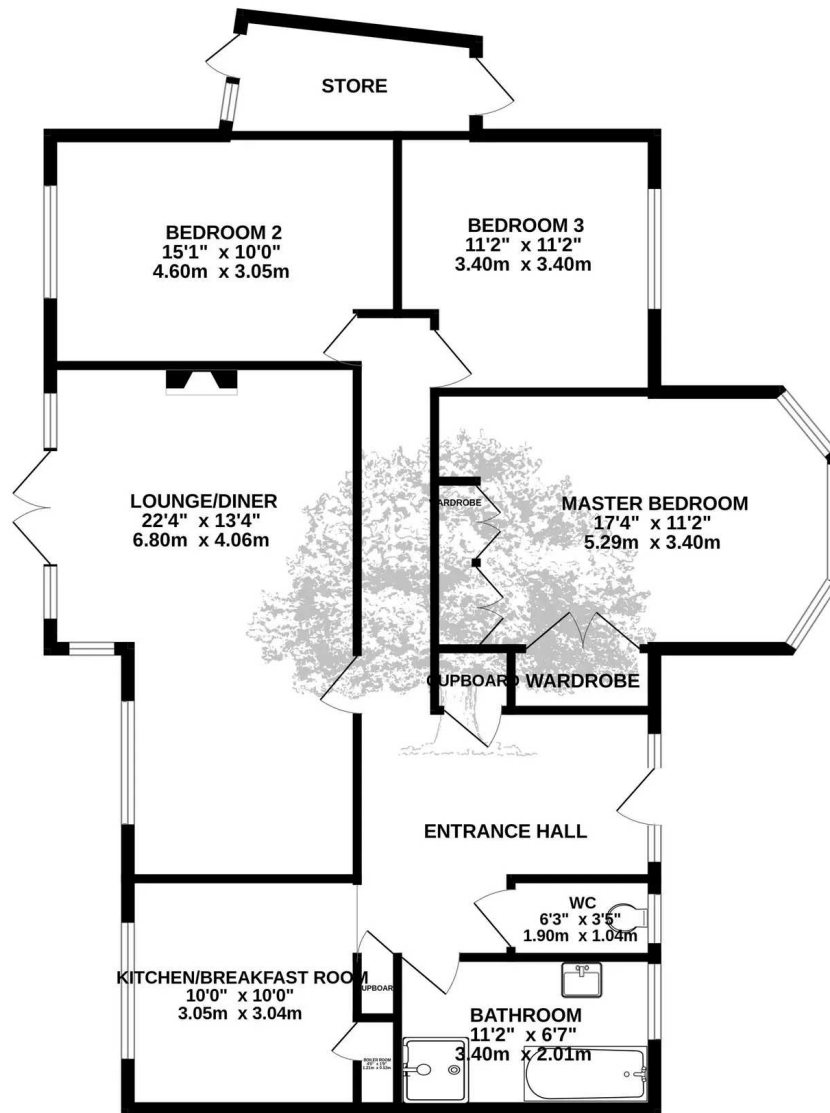 STORE
BEDROOM 2
15'1" x 10'0"
4.60m x 3.05m
BEDROOM 3
11'2" x 11'2"
3.40m x 3.40m
LOUNGE/DINER
22'4" x 13'4"
6.80m x 4.06m
WARDROBE
MASTER BEDROOM
17'4" x 11'2"
5.29m x 3.40m
CUPBOARD
WARDROBE
ENTRANCE HALL
WC
6'3" x 3'5"
1.90m x 1.04m
KITCHEN/BREAKFAST ROOM
10'0" x 10'0"
3.05m x 3.04m
CUPBOARD
BATHROOM
11'2" x 6'7"
3.40m x 2.01m
BOILER ROOM